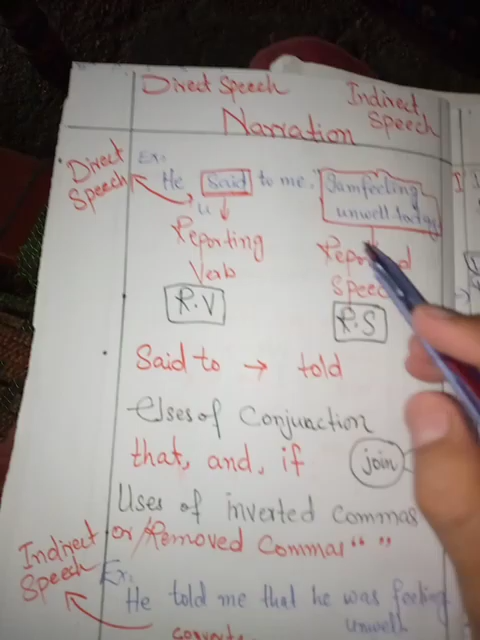 Direct Speech Indirect Speech
Narration
Direct Speech
Ex:
He Said to me. "I am feeling
unwell today
Reporting Verb
R.V
Reported Speech
R.S
Said to → told
Uses of Conjunction
that, and, if
join
Uses of inverted commas
or /Removed Commas " "
Indirect Speech
Ex:
He told me that he was feeling
unwell